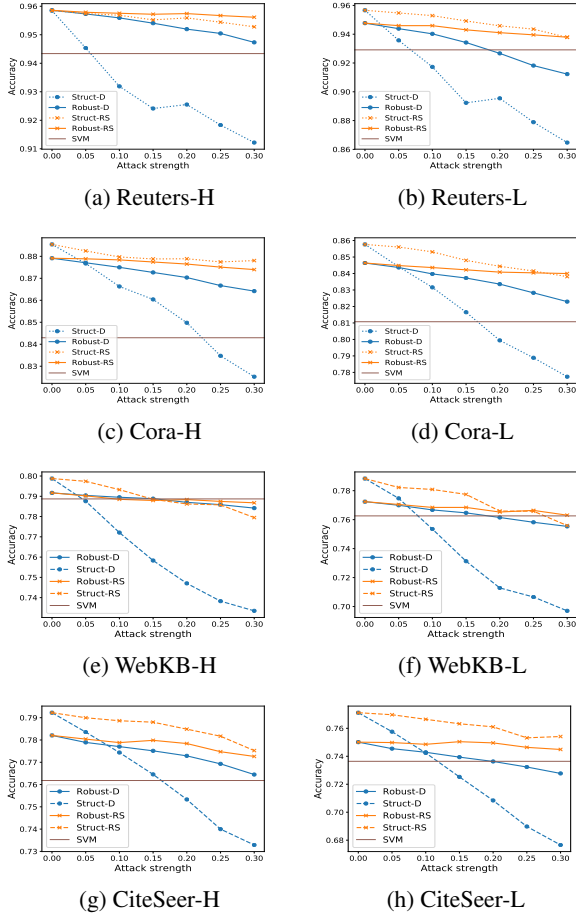 0.96
0.95
0.94
0.93
0.92
0.91
Accuracy
Struct-D
Robust-D
Struct-RS
Robust-RS
SVM
0.00 0.05 0.10 0.15 0.20 0.25 0.30
Attack strength
(a) Reuters-H
0.96
0.94
0.92
0.90
0.88
0.86
Accuracy
Struct-D
Robust-D
Struct-RS
Robust-RS
SVM
0.00 0.05 0.10 0.15 0.20 0.25 0.30
Attack strength
(b) Reuters-L
0.88
0.87
0.86
0.85
0.84
0.83
Accuracy
Struct-D
Robust-D
Struct-RS
Robust-RS
SVM
0.00 0.05 0.10 0.15 0.20 0.25 0.30
Attack strength
(c) Cora-H
0.86
0.85
0.84
0.83
0.82
0.81
0.80
0.79
0.78
Accuracy
Struct-D
Robust-D
Struct-RS
Robust-RS
SVM
0.00 0.05 0.10 0.15 0.20 0.25 0.30
Attack strength
(d) Cora-L
0.80
0.79
0.78
0.77
0.76
0.75
0.74
Accuracy
Robust-D
Struct-D
Robust-RS
Struct-RS
SVM
0.00 0.05 0.10 0.15 0.20 0.25 0.30
Attack strength
(e) WebKB-H
0.78
0.76
0.74
0.72
0.70
Accuracy
Robust-D
Struct-D
Robust-RS
Struct-RS
SVM
0.00 0.05 0.10 0.15 0.20 0.25 0.30
Attack strength
(f) WebKB-L
0.79
0.78
0.77
0.76
0.75
0.74
0.73
Accuracy
Robust-D
Struct-D
Robust-RS
Struct-RS
SVM
0.00 0.05 0.10 0.15 0.20 0.25 0.30
Attack strength
(g) CiteSeer-H
0.76
0.74
0.72
0.70
0.68
Accuracy
Robust-D
Struct-D
Robust-RS
Struct-RS
SVM
0.00 0.05 0.10 0.15 0.20 0.25 0.30
Attack strength
(h) CiteSeer-L